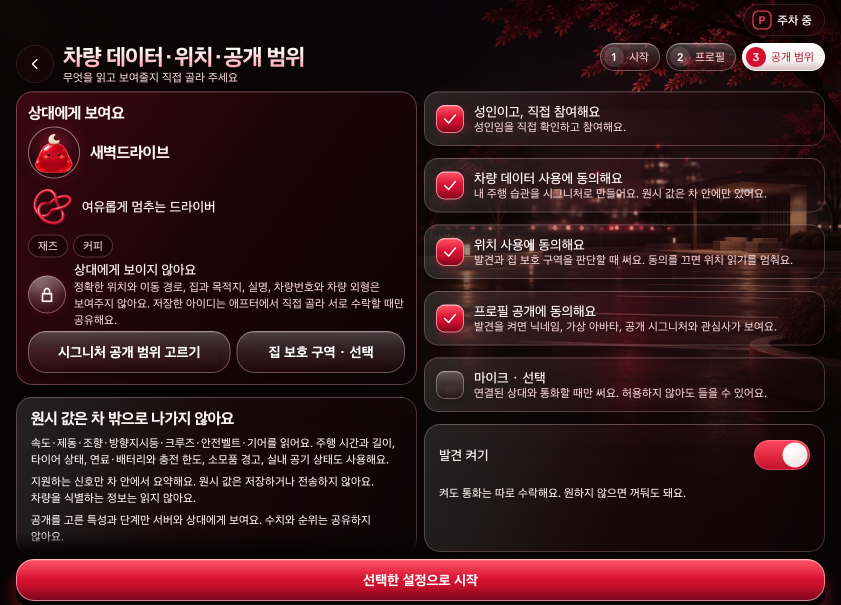 P 주차 중
차량 데이터·위치·공개 범위
무엇을 읽고 보여줄지 직접 골라 주세요
1 시작
2 프로필
3 공개 범위
상대에게 보여요
새벽드라이브
여유롭게 멈추는 드라이버
재즈
커피
상대에게 보이지 않아요
정확한 위치와 이동 경로, 집과 목적지, 실명, 차량번호와 차량 외형은
보여주지 않아요. 저장한 아이디는 애프터에서 직접 골라 서로 수락할 때만
공유해요.
시그니처 공개 범위 고르기
집 보호 구역 · 선택
원시 값은 차 밖으로 나가지 않아요
속도·제동·조향·방향지시등·크루즈·안전벨트·기어를 읽어요. 주행 시간과 길이,
타이어 상태, 연료·배터리와 충전 한도, 소모품 경고, 실내 공기 상태도 사용해요.
지원하는 신호만 차 안에서 요약해요. 원시 값은 저장하거나 전송하지 않아요.
차량을 식별하는 정보는 읽지 않아요.
공개를 고른 특성과 단계만 서버와 상대에게 보여요. 수치와 순위는 공유하지
않아요.
성인이고, 직접 참여해요
성인임을 직접 확인하고 참여해요.
차량 데이터 사용에 동의해요
내 주행 습관을 시그니처로 만들어요. 원시 값은 차 안에만 있어요.
위치 사용에 동의해요
발견과 집 보호 구역을 판단할 때 써요. 동의를 끄면 위치 읽기를 멈춰요.
프로필 공개에 동의해요
발견을 켜면 닉네임, 가상 아바타, 공개 시그니처와 관심사가 보여요.
마이크 · 선택
연결된 상대와 통화할 때만 써요. 허용하지 않아도 들을 수 있어요.
발견 켜기
켜도 통화는 따로 수락해요. 원하지 않으면 꺼둬도 돼요.
선택한 설정으로 시작